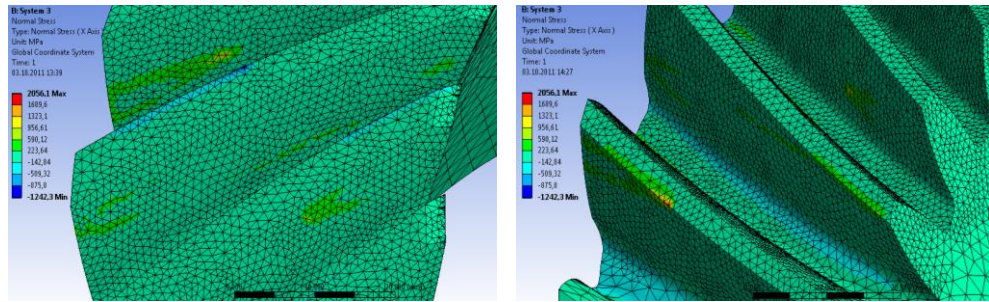 B: System 3
Normal Stress
Type: Normal Stress ( X Axis
Unit: MPa
Global Coordinate System
Time: 1
03.10.2011 13:39
2056,1 Max
1689,6
1323,1
956,61
590,12
223,64
-142,84
-509,32
-875,8
-1242,3 Min
B: System 3
Normal Stress
Type: Normal Stress ( X Axis )
Unit: MPa
Global Coordinate System
Time: 1
03.10.2011 14:27
2056,1 Max
1689,6
1323,1
956,61
590,12
223,64
-142,84
-509,32
-875,8
-1242,3 Min